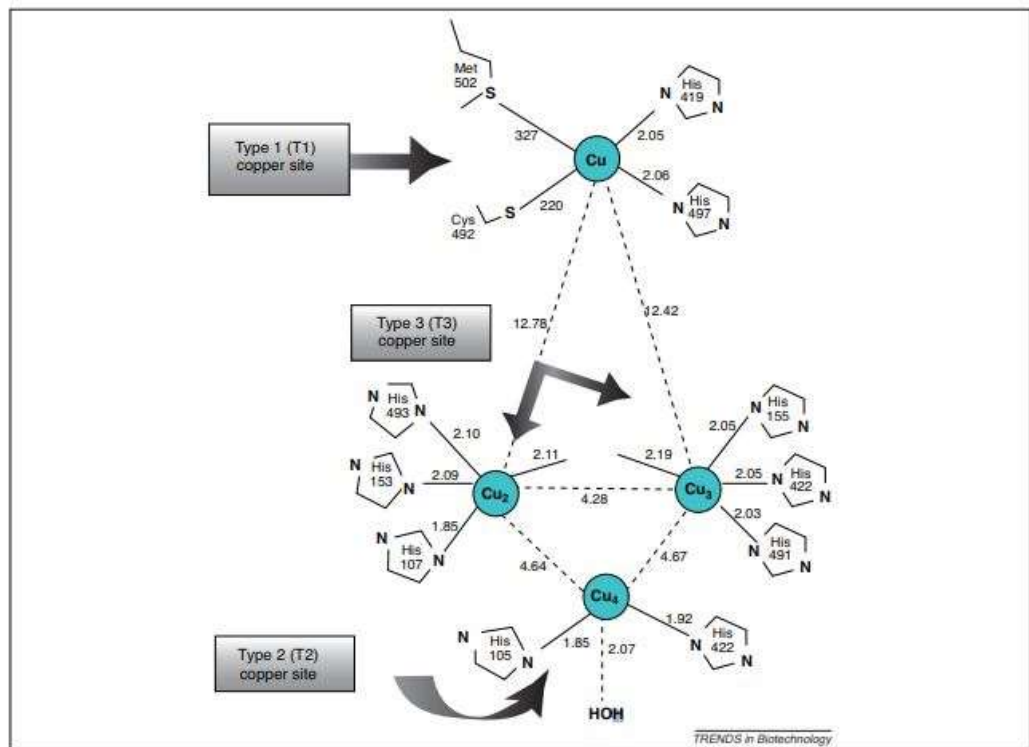 Met
502
S
N
His
419
N
327
2.05
Type 1 (T1)
copper site
Cu
2.06
S
220
Cys
492
N
His
497
N
12.78
12.42
Type 3 (T3)
copper site
N
His
493
N
2.10
2.11
2.19
2.05
N
His
155
N
N
His
153
N
2.09
Cu2
4.28
Cu3
2.05
N
His
422
N
N
His
107
N
1.85
2.03
N
His
491
N
4.64
4.67
Cu4
N
His
105
N
1.85
2.07
1.92
N
His
422
N
Type 2 (T2)
copper site
HOH
TRENDS in Biotechnology